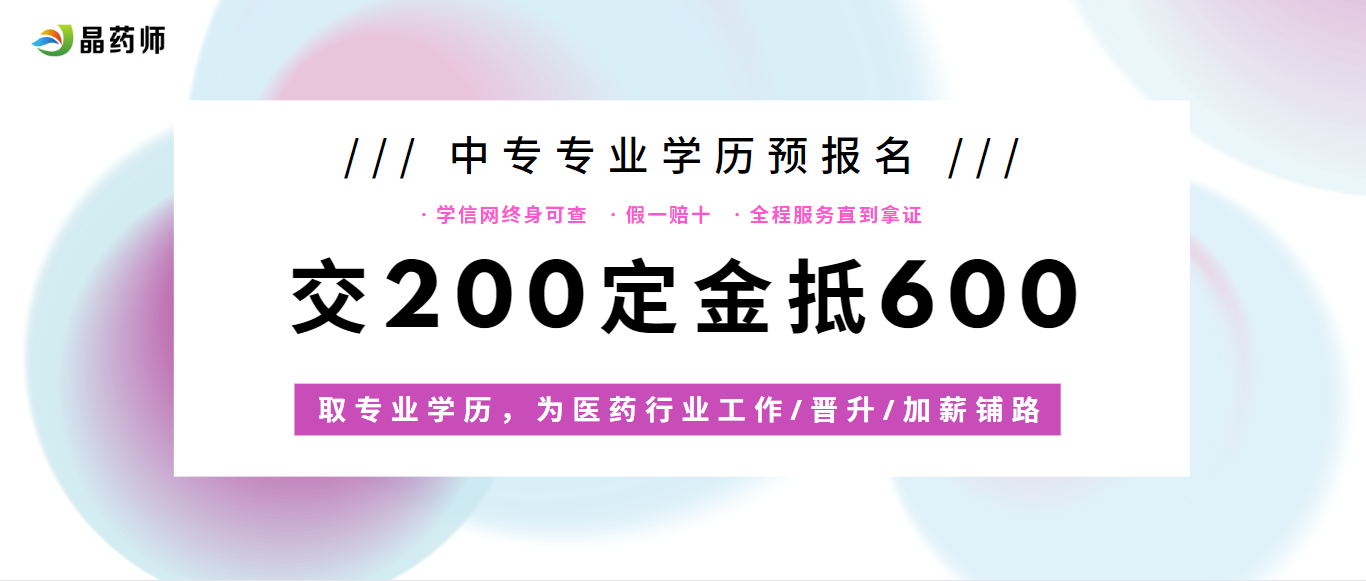 晶药师
/// 中专专业学历预报名 ///
· 学信网终身可查 · 假一赔十 · 全程服务直到拿证
交200定金抵600
取专业学历，为医药行业工作/晋升/加薪铺路